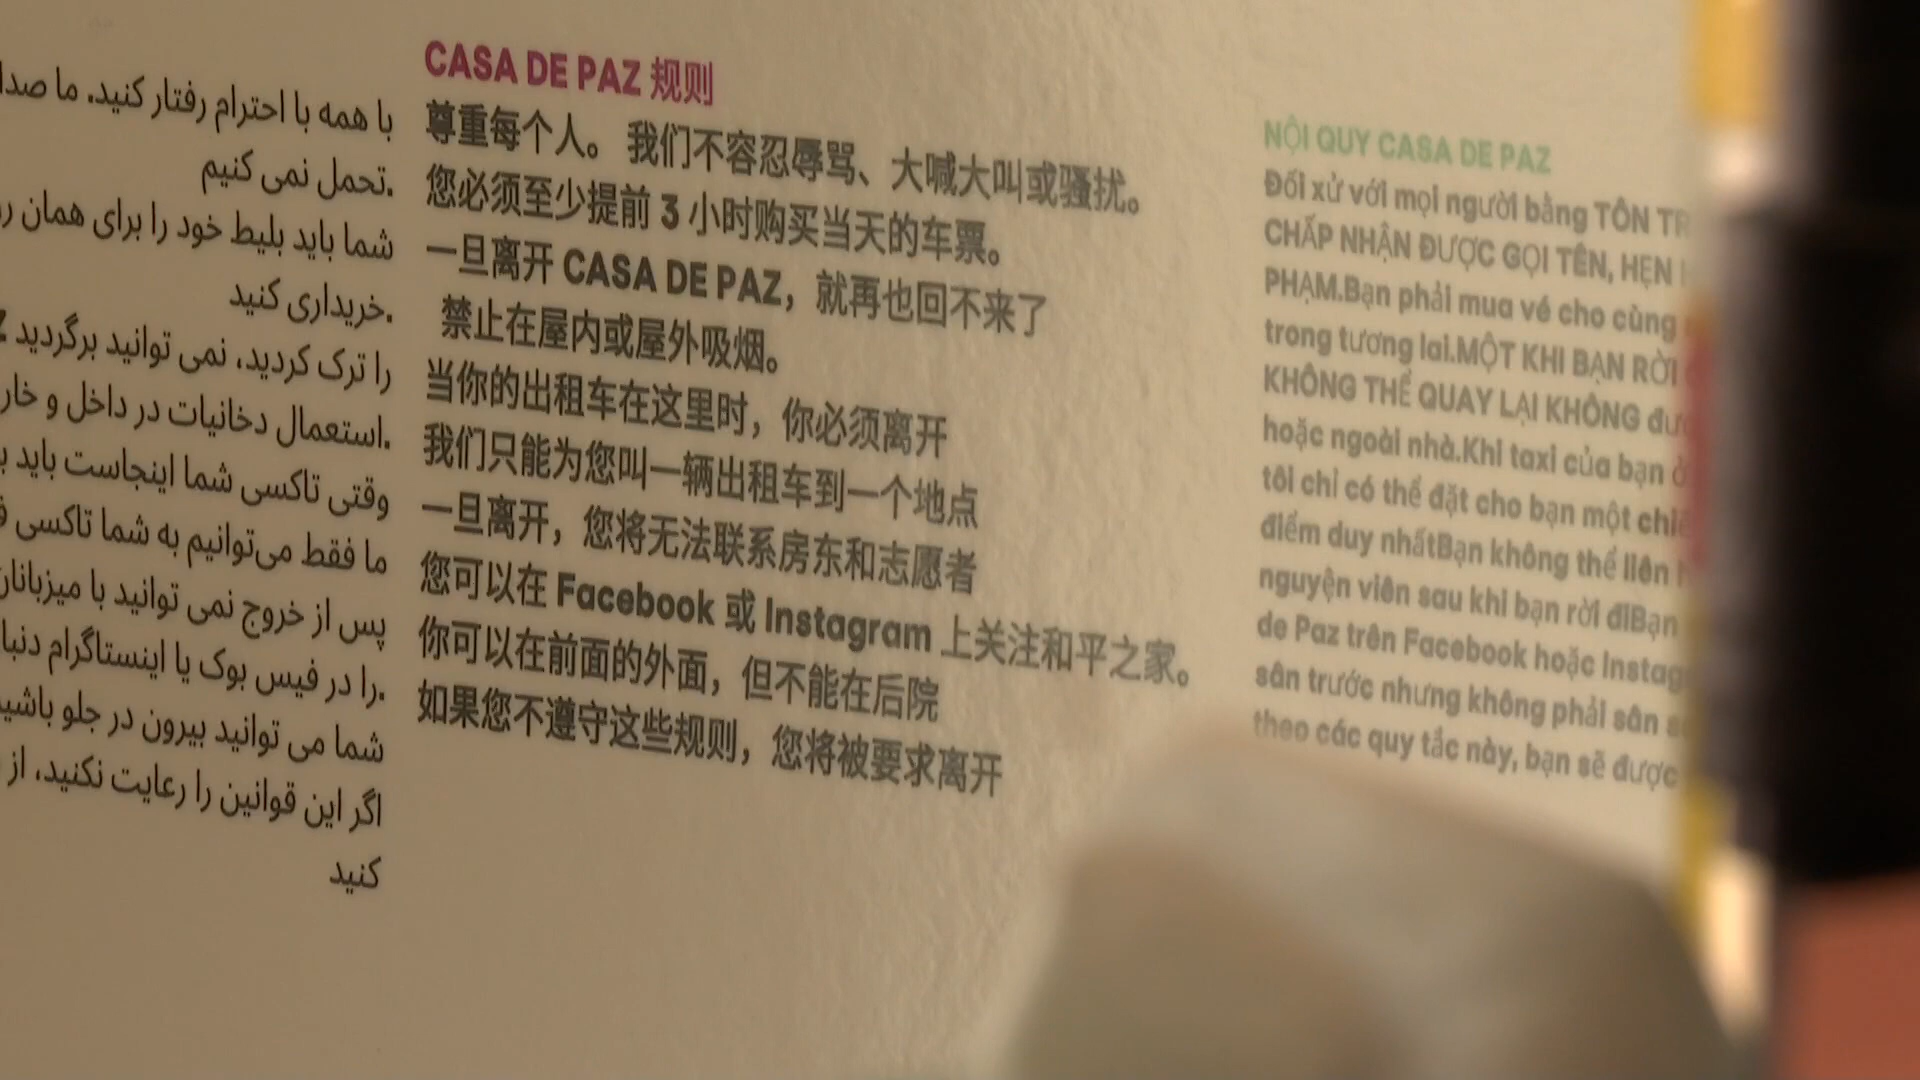 با همه با احترام رفتار کنید. ما صدا
تحمل نمی کنیم.
شما باید بلیط خود را برای همان
خریداری کنید.
را ترک کردید، نمی توانید برگردید
استعمال دخانیات در داخل و خار.
وقتی تاکسی شما اینجاست باید
ما فقط می‌توانیم به شما تاکسی
پس از خروج نمی توانید با میزبانان
را در فیس بوک یا اینستاگرام دنبا.
شما می توانید بیرون در جلو باشید
اگر این قوانین را رعایت نکنید، از
کنید
CASA DE PAZ 规则
尊重每个人。 我们不容忍辱骂、大喊大叫或骚扰。
您必须至少提前 3 小时购买当天的车票。
一旦离开 CASA DE PAZ，就再也回不来了
禁止在屋内或屋外吸烟。
当你的出租车在这里时，你必须离开
我们只能为您叫一辆出租车到一个地点
一旦离开，您将无法联系房东和志愿者
您可以在 Facebook 或 Instagram 上关注和平之家。
你可以在前面的外面，但不能在后院
如果您不遵守这些规则，您将被要求离开
NỘI QUY CASA DE PAZ
Đối xử với mọi người bằng TÔN TR
CHẤP NHẬN ĐƯỢC GỌI TÊN, HẸN
PHẠM.Bạn phải mua vé cho cùng
trong tương lai.MỘT KHI BẠN RỜI
KHÔNG THỂ QUAY LẠI KHÔNG đư
hoặc ngoài nhà.Khi taxi của bạn ở
tôi chỉ có thể đặt cho bạn một chiế
điểm duy nhấtBạn không thể liên
nguyện viên sau khi bạn rời điBạn
de Paz trên Facebook hoặc Instag
sân trước nhưng không phải sân s
theo các quy tắc này, bạn sẽ được